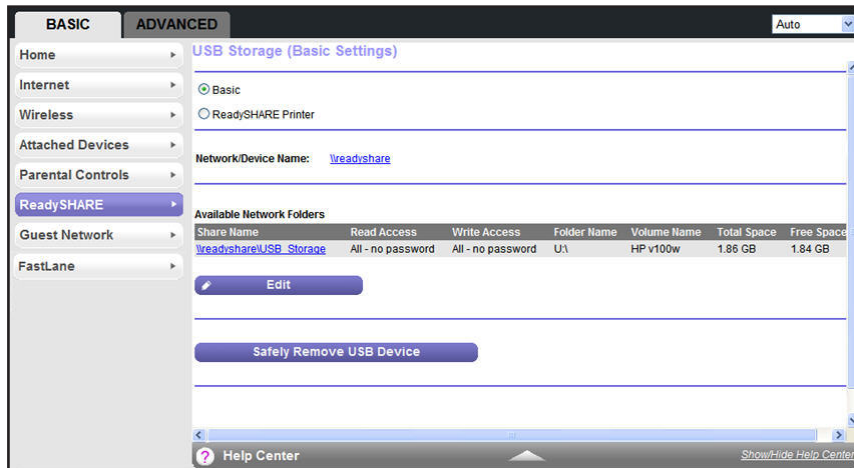 BASIC ADVANCED Auto
Home
Internet
Wireless
Attached Devices
Parental Controls
ReadySHARE
Guest Network
FastLane
USB Storage (Basic Settings)
Basic
ReadySHARE Printer
Network/Device Name: \\readyshare
Available Network Folders
Share Name Read Access Write Access Folder Name Volume Name Total Space Free Space
\\readyshare\USB_Storage All - no password All - no password U:\ HP v100w 1.86 GB 1.84 GB
Edit
Safely Remove USB Device
? Help Center Show/Hide Help Center